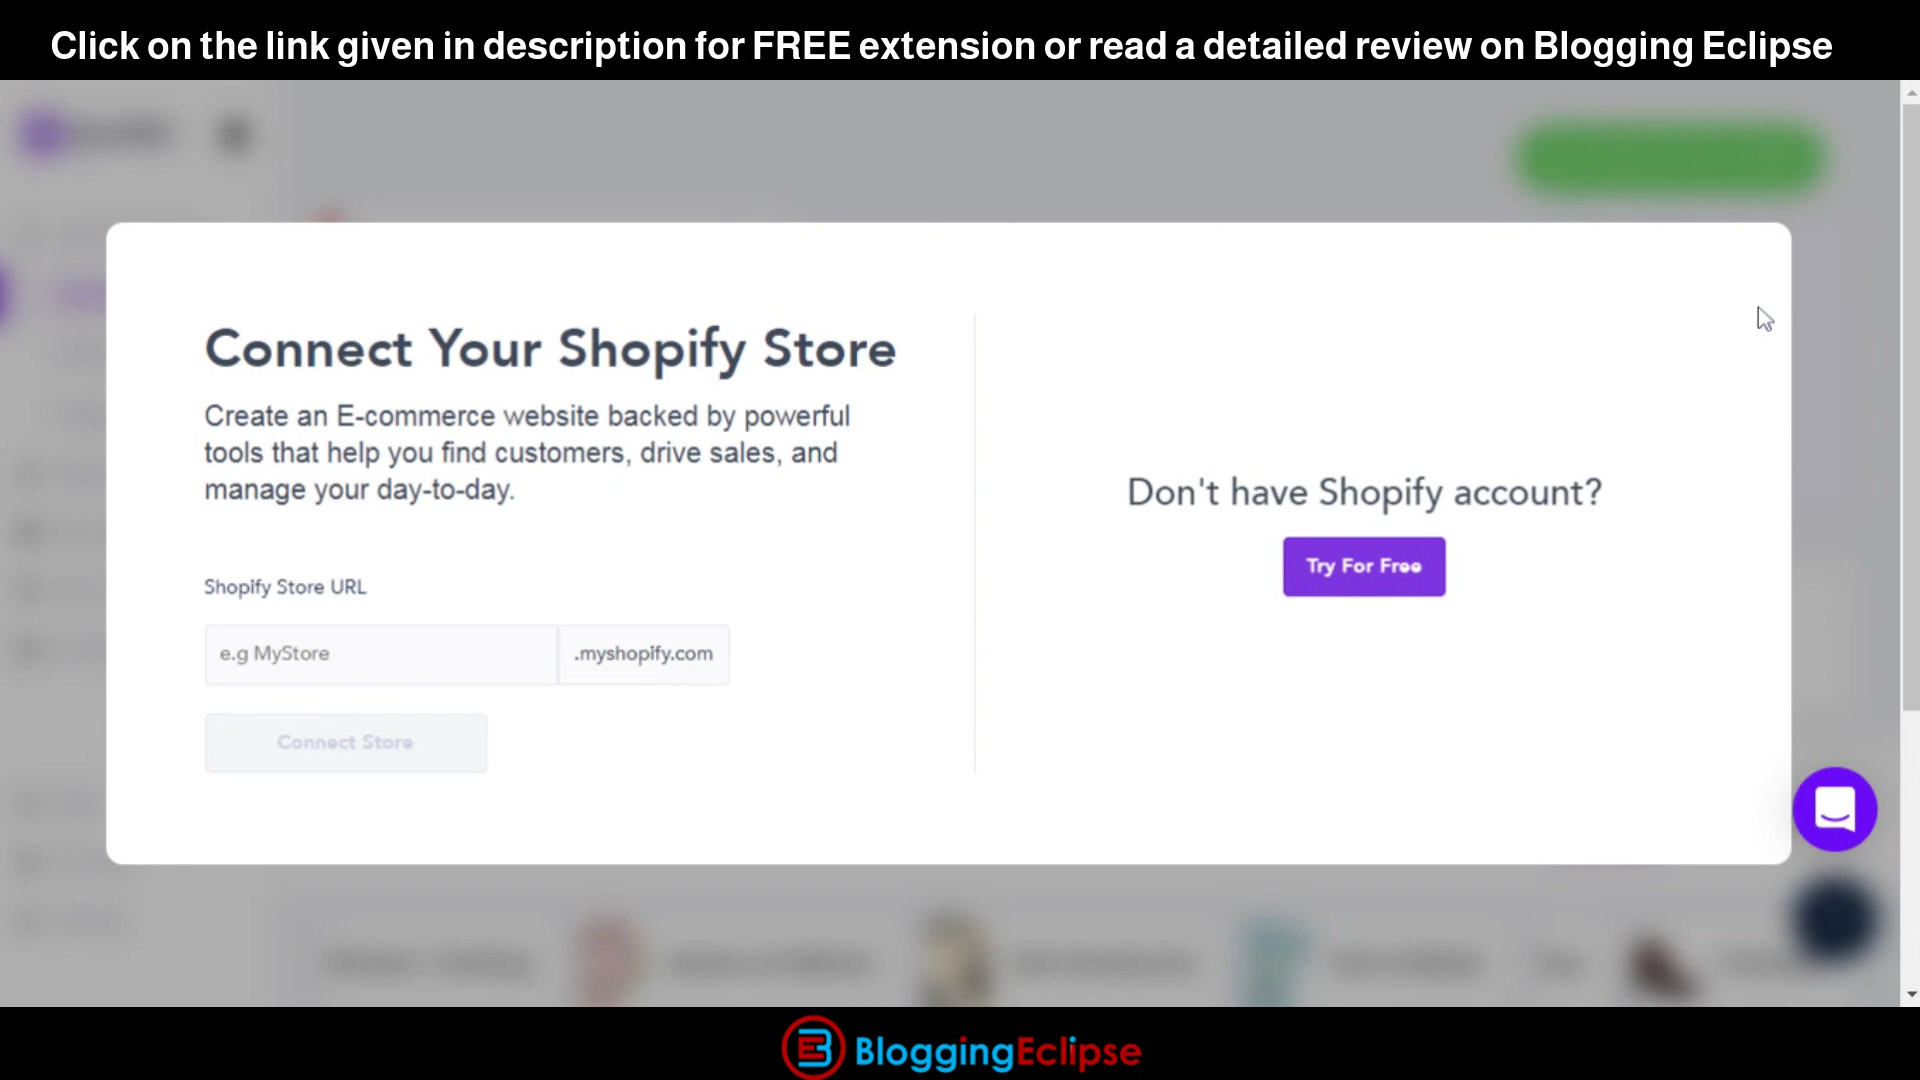 Click on the link given in description for FREE extension or read a detailed review on Blogging Eclipse
Connect Your Shopify Store
Create an E-commerce website backed by powerful
tools that help you find customers, drive sales, and
manage your day-to-day.
Shopify Store URL
e.g MyStore
.myshopify.com
Connect Store
Don't have Shopify account?
Try For Free
BloggingEclipse